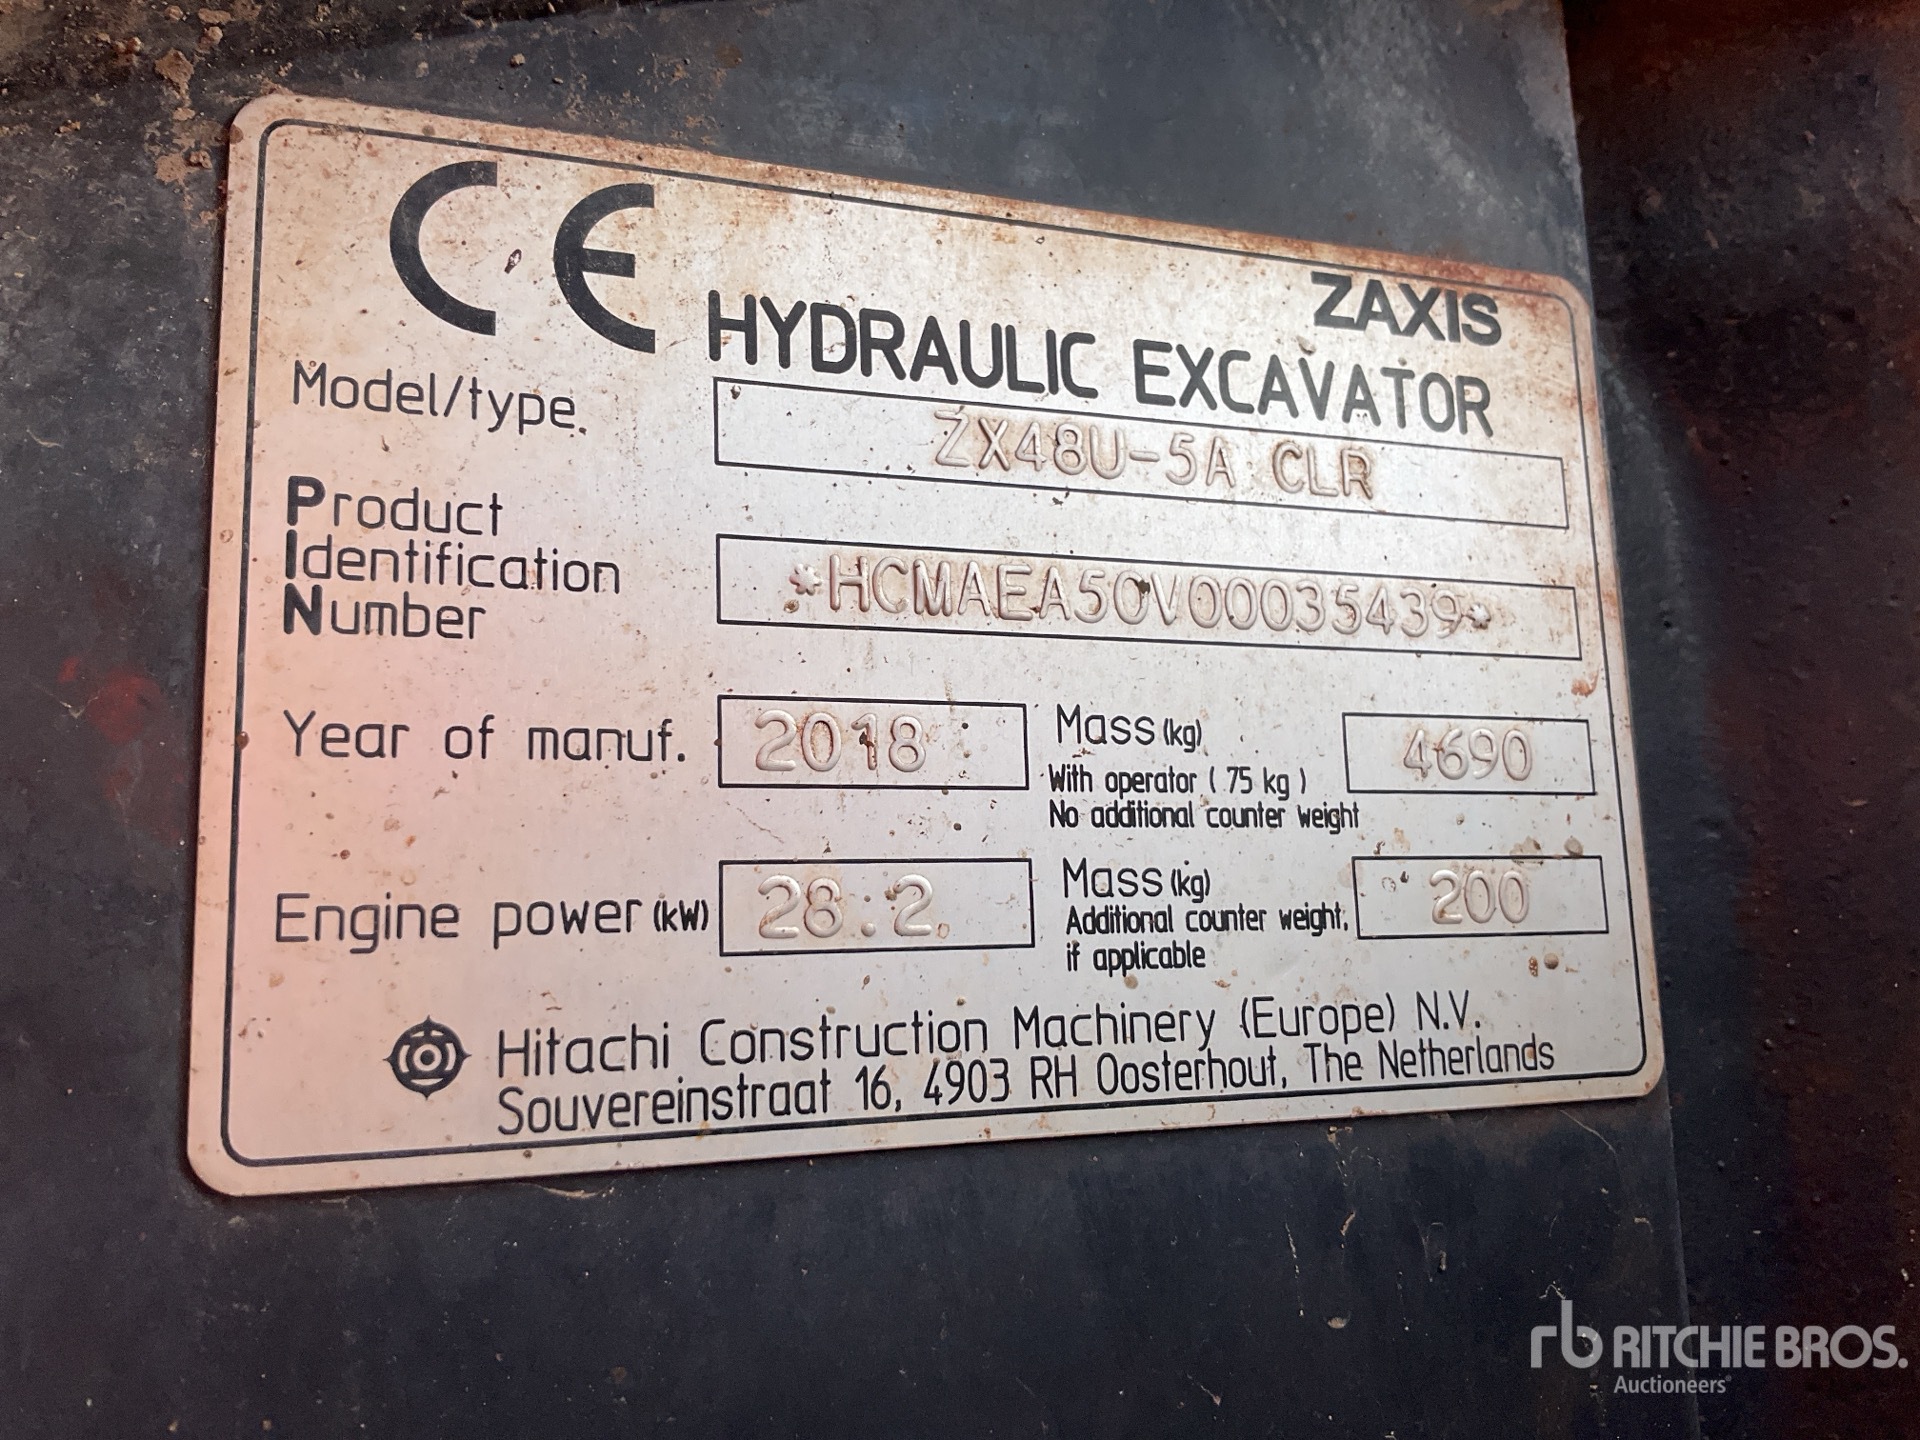 CE
ZAXIS
HYDRAULIC EXCAVATOR
Model/type. ZX48U-5A CLR
Product
Identification
Number *HCMAEA50V00035439*
Year of manuf. 2018
Mass (kg) 4690
With operator (75 kg)
No additional counter weight
Engine power (kW) 28.2
Mass (kg) 200
Additional counter weight,
if applicable
Hitachi Construction Machinery (Europe) N.V.
Souvereinstraat 16, 4903 RH Oosterhout, The Netherlands
rb RITCHIE BROS.
Auctioneers